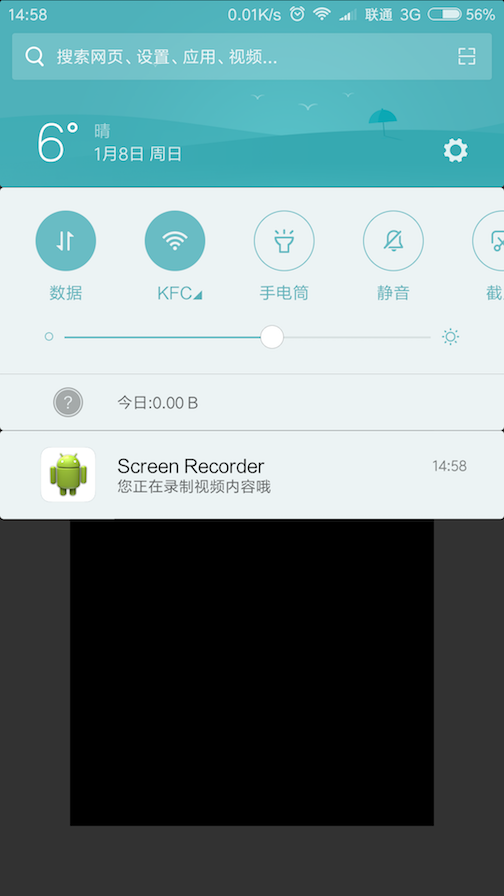 14:58 0.01K/s 联通 3G 56%
搜索网页、设置、应用、视频...
6° 晴
1月8日 周日
数据 KFC 手电筒 静音 截
? 今日:0.00 B
Screen Recorder 14:58
您正在录制视频内容哦